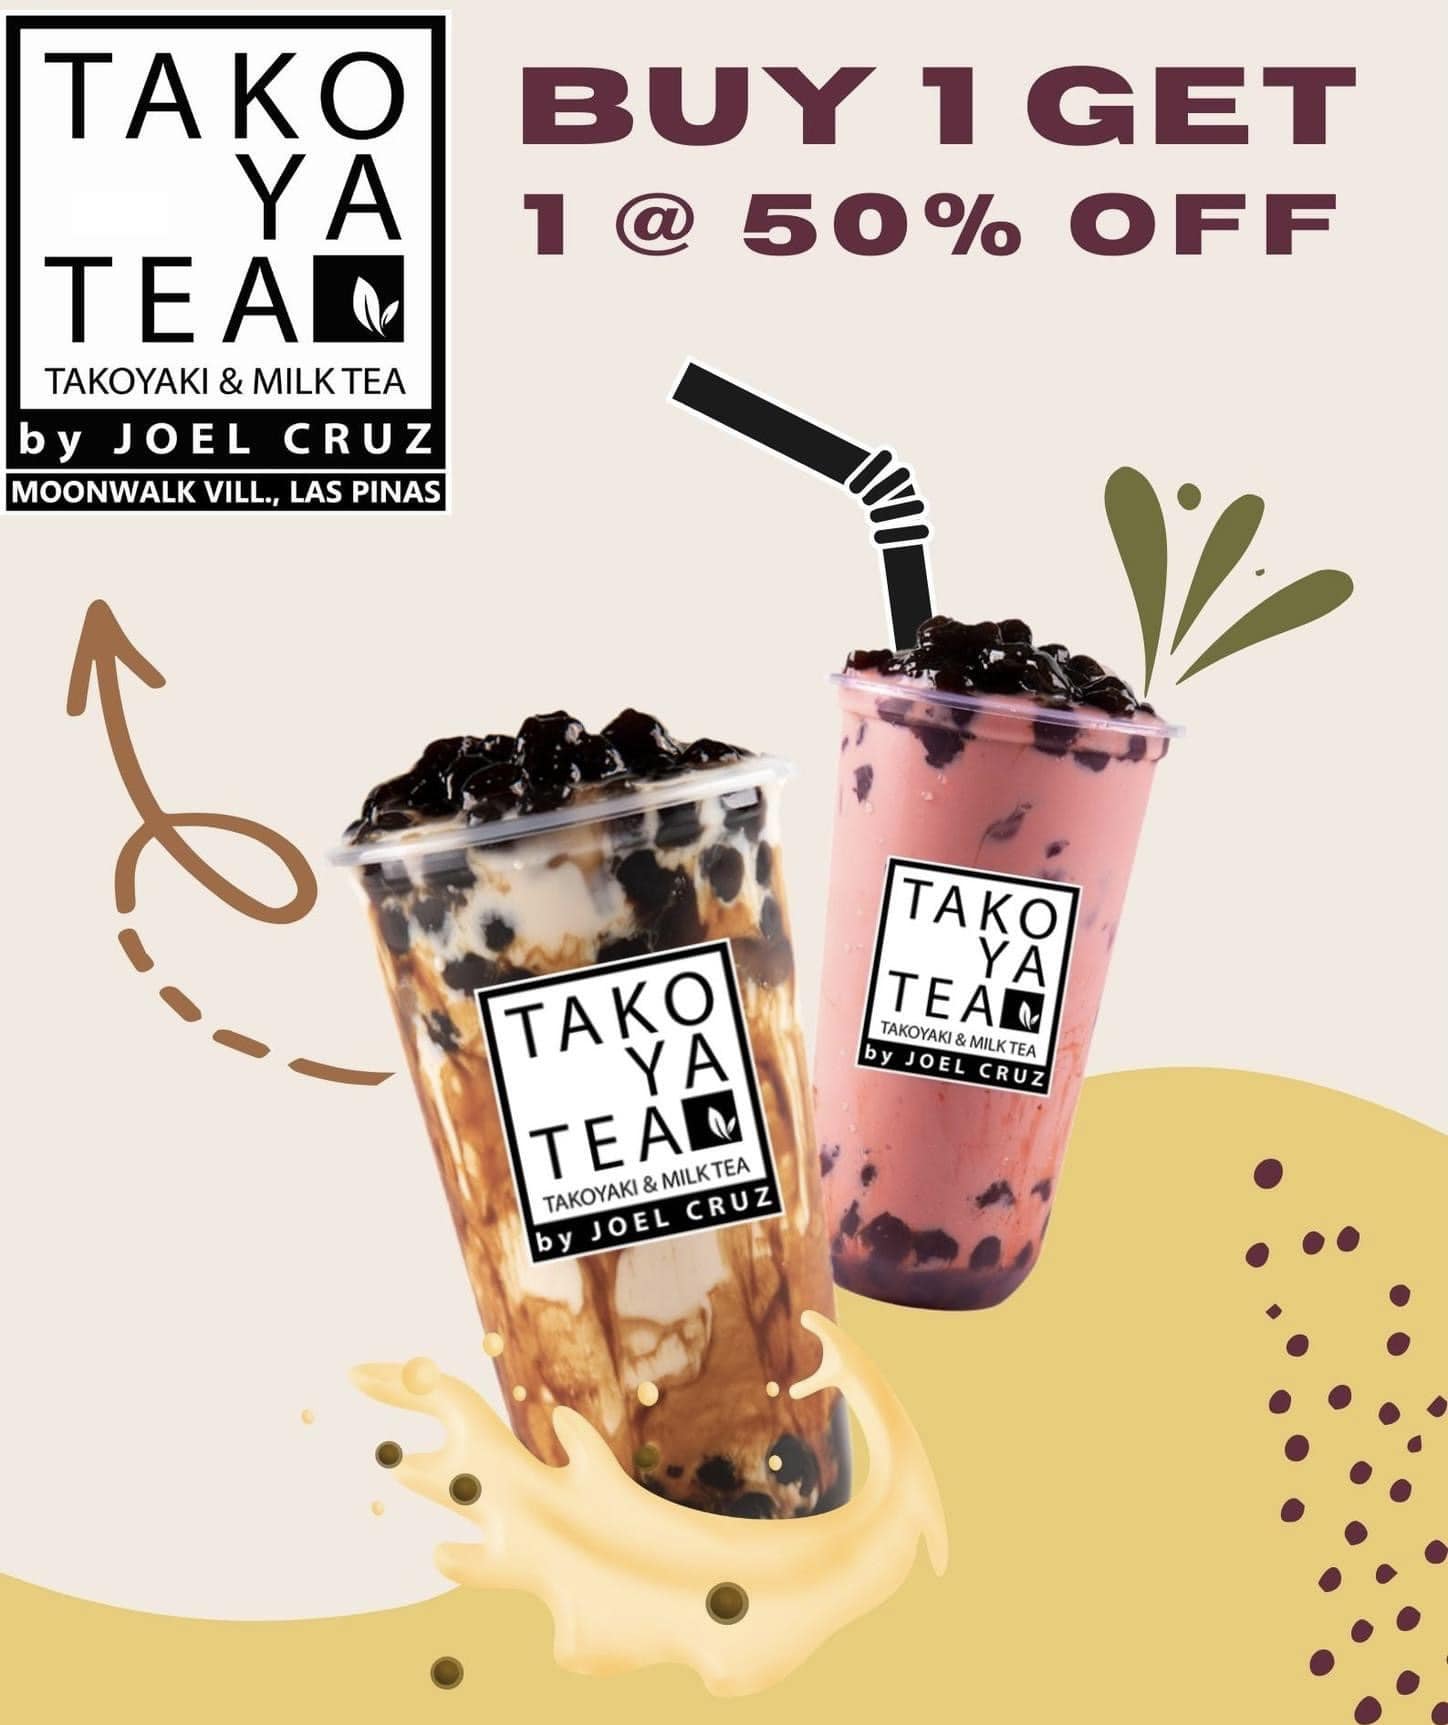 TAKO
YA
TEA
TAKOYAKI & MILK TEA
by JOEL CRUZ
MOONWALK VILL., LAS PINAS
BUY 1 GET
1 @ 50% OFF
TAKO
YA
TEA
TAKOYAKI & MILK TEA
by JOEL CRUZ
TAKO
YA
TEA
TAKOYAKI & MILK TEA
by JOEL CRUZ